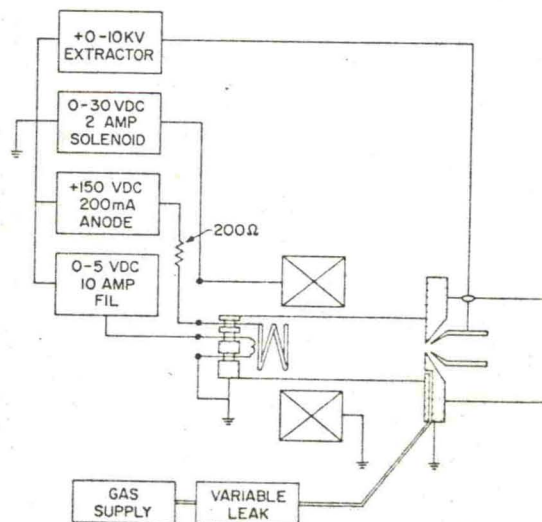 +0-10KV
EXTRACTOR
0-30 VDC
2 AMP
SOLENOID
+150 VDC
200mA
ANODE
200Ω
0-5 VDC
10 AMP
FIL
GAS
SUPPLY
VARIABLE
LEAK